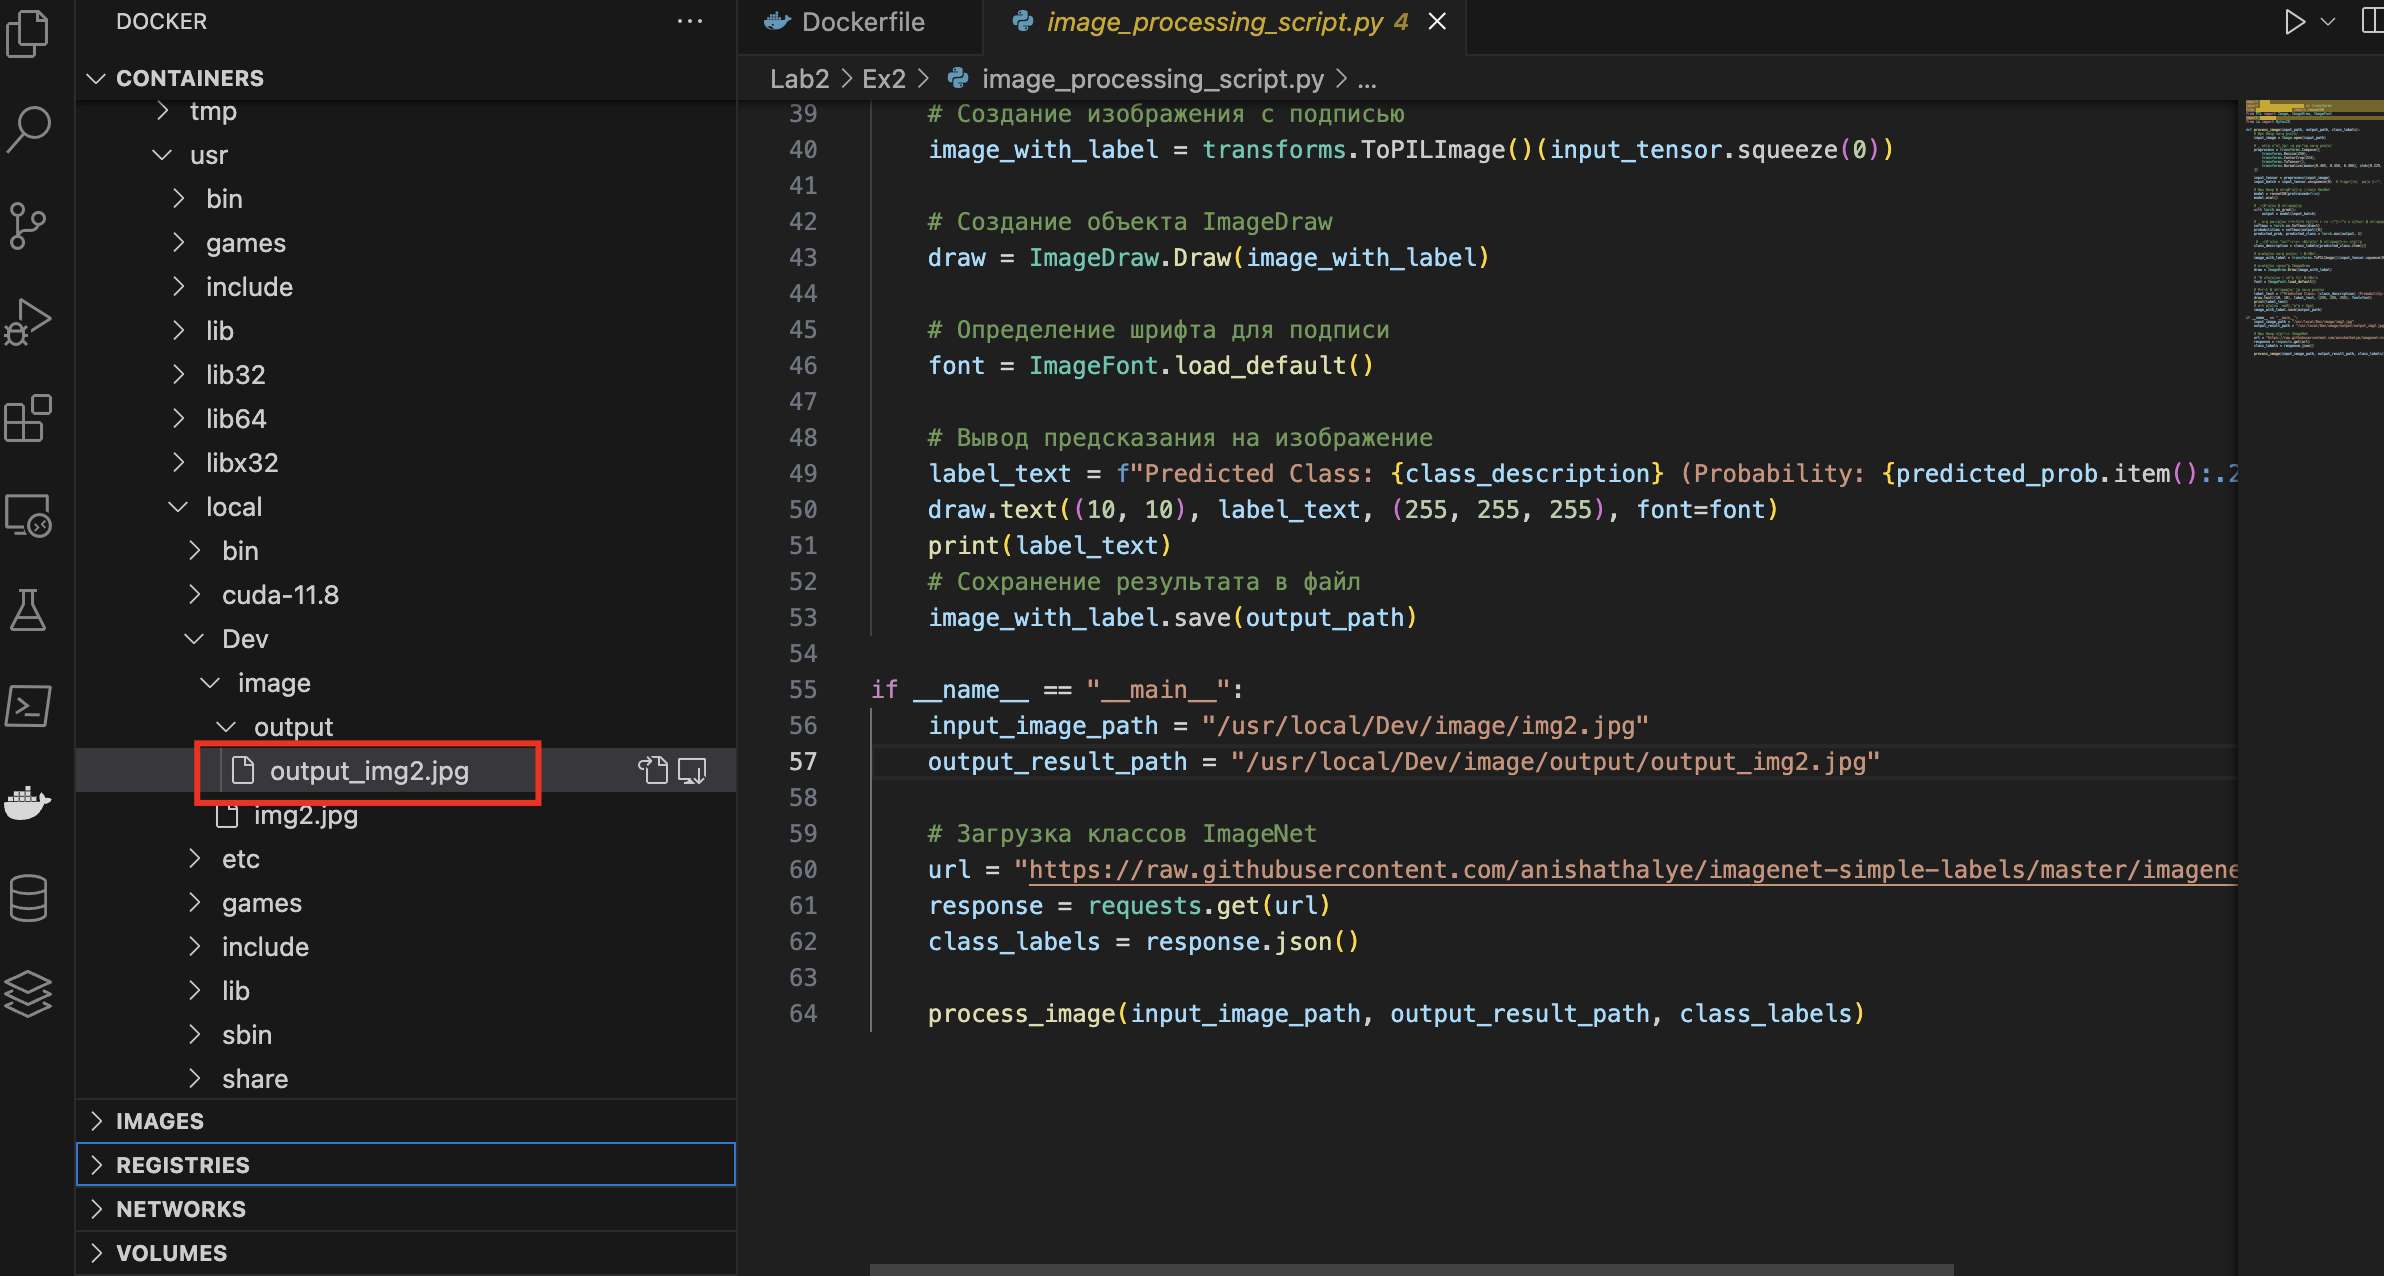 DOCKER
...
CONTAINERS
tmp
usr
bin
games
include
lib
lib32
lib64
libx32
local
bin
cuda-11.8
Dev
image
output
output_img2.jpg
img2.jpg
etc
games
include
lib
sbin
share
IMAGES
REGISTRIES
NETWORKS
VOLUMES
Dockerfile
image_processing_script.py 4
Lab2 > Ex2 > image_processing_script.py > ...
39 # Создание изображения с подписью
40 image_with_label = transforms.ToPILImage()(input_tensor.squeeze(0))
41
42 # Создание объекта ImageDraw
43 draw = ImageDraw.Draw(image_with_label)
44
45 # Определение шрифта для подписи
46 font = ImageFont.load_default()
47
48 # Вывод предсказания на изображение
49 label_text = f"Predicted Class: {class_description} (Probability: {predicted_prob.item():.2
50 draw.text((10, 10), label_text, (255, 255, 255), font=font)
51 print(label_text)
52 # Сохранение результата в файл
53 image_with_label.save(output_path)
54
55 if __name__ == "__main__":
56 input_image_path = "/usr/local/Dev/image/img2.jpg"
57 output_result_path = "/usr/local/Dev/image/output/output_img2.jpg"
58
59 # Загрузка классов ImageNet
60 url = "https://raw.githubusercontent.com/anishathalye/imagenet-simple-labels/master/imagene
61 response = requests.get(url)
62 class_labels = response.json()
63
64 process_image(input_image_path, output_result_path, class_labels)